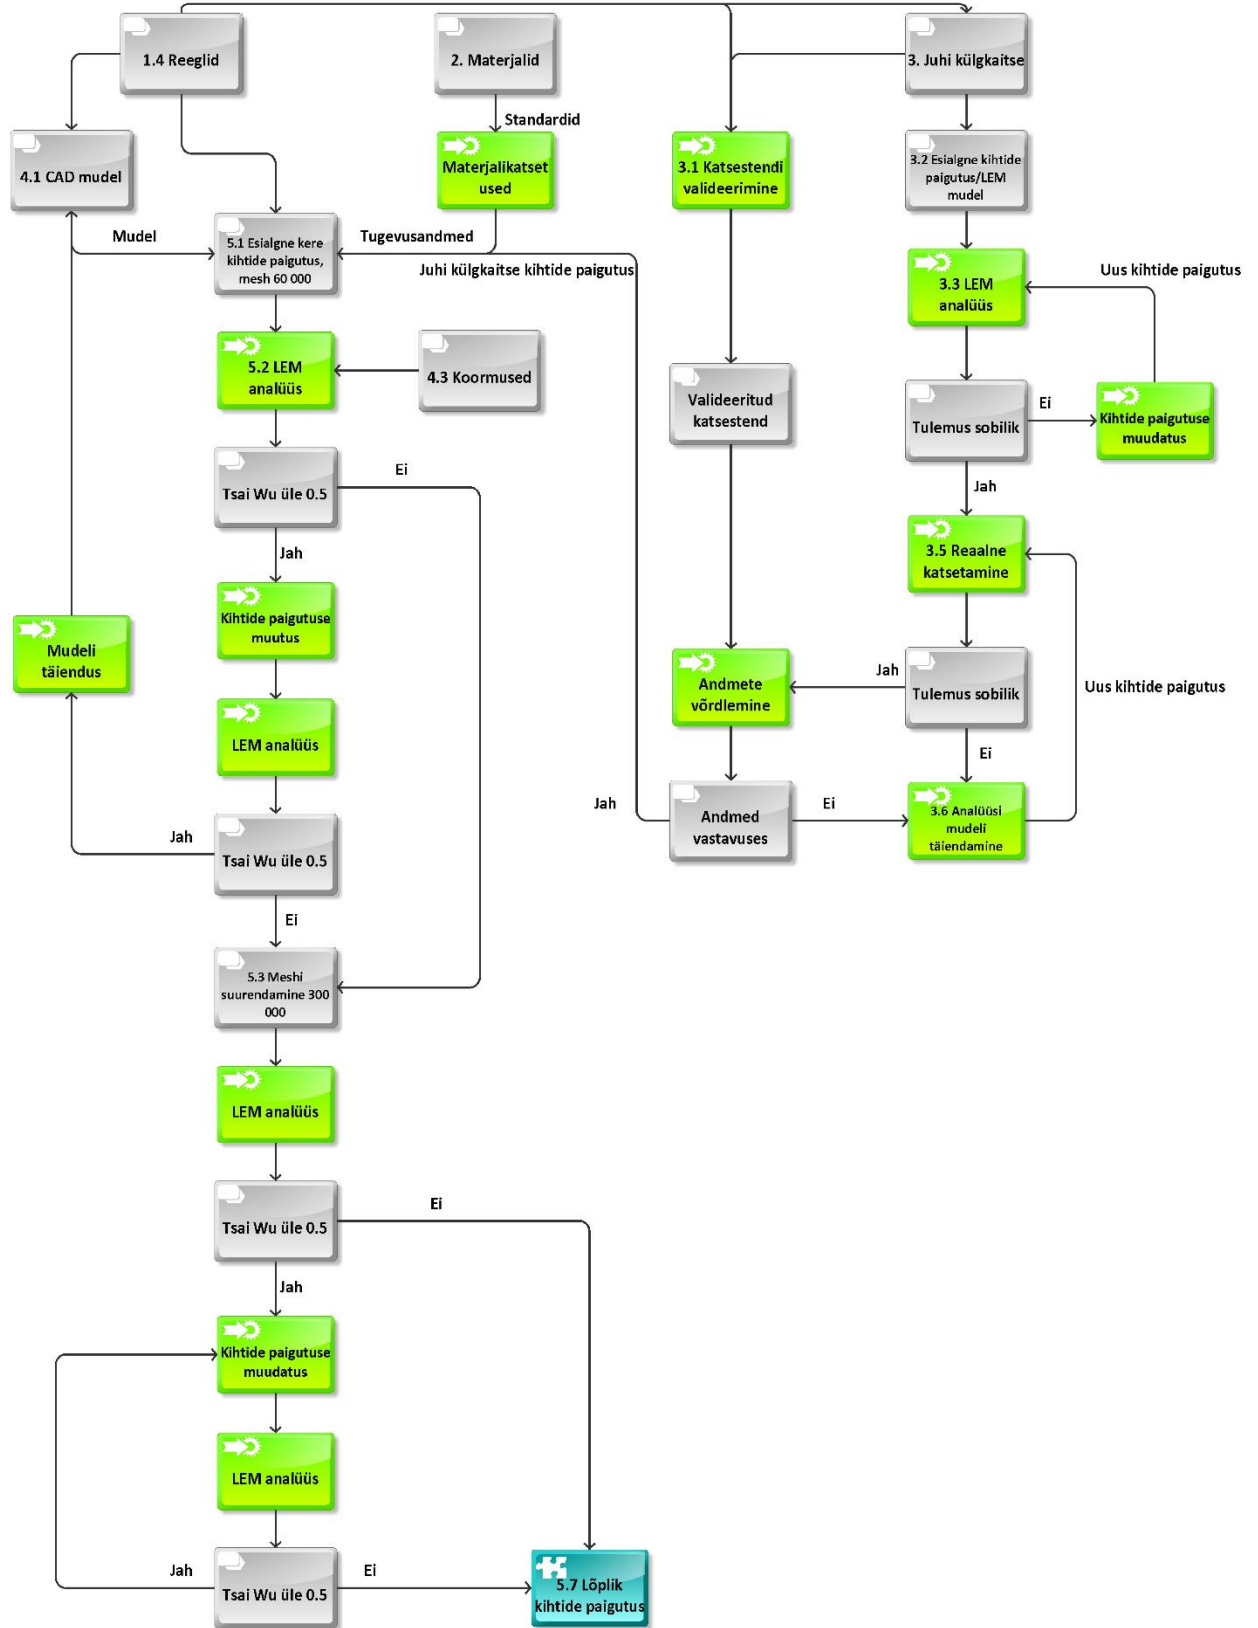 1.4 Reeglid
2. Materjalid
3. Juhi külgkaitse
Standardid
4.1 CAD mudel
Materjalikatset
used
3.1 Katsestendi
valideerimine
3.2 Esialgne kihtide
paigutus/LEM
mudel
Mudel
5.1 Esialgne kere
kihtide paigutus,
mesh 60 000
Tugevusandmed
Juhi külgkaitse kihtide paigutus
3.3 LEM
analüüs
Uus kihtide paigutus
5.2 LEM
analüüs
4.3 Koormused
Valideeritud
katsestend
Tulemus sobilik
Ei
Kihtide paigutuse
muudatus
Jah
Tsai Wu üle 0.5
Ei
Jah
3.5 Reaalne
katsetamine
Kihtide paigutuse
muutus
Mudeli
täiendus
Andmete
võrdlemine
Jah
Tulemus sobilik
Uus kihtide paigutus
Ei
LEM analüüs
Jah
Tsai Wu üle 0.5
Jah
Andmed
vastavuses
Ei
3.6 Analüüsi
mudeli
täiendamine
Ei
5.3 Meshi
suurendamine 300
000
LEM analüüs
Tsai Wu üle 0.5
Ei
Jah
Kihtide paigutuse
muudatus
LEM analüüs
Jah
Tsai Wu üle 0.5
Ei
5.7 Lõplik
kihtide paigutus